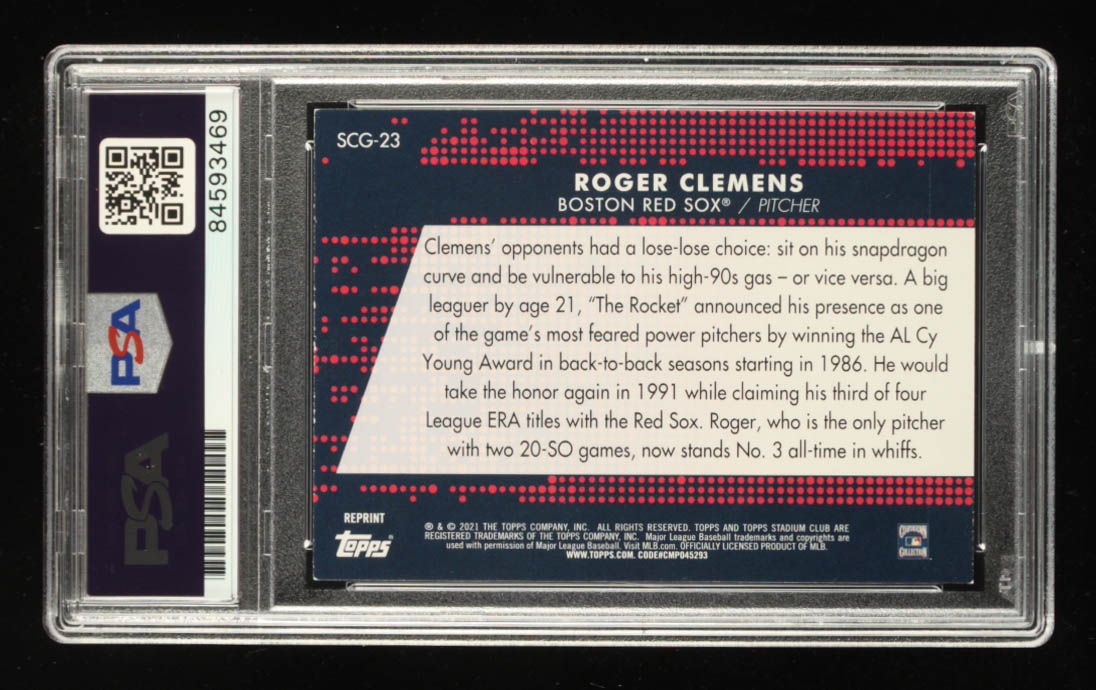 84593469
PSA
PSA
SCG-23
ROGER CLEMENS
BOSTON RED SOX® / PITCHER
Clemens' opponents had a lose-lose choice: sit on his snapdragon
curve and be vulnerable to his high-90s gas – or vice versa. A big
leaguer by age 21, “The Rocket” announced his presence as one
of the game's most feared power pitchers by winning the AL Cy
Young Award in back-to-back seasons starting in 1986. He would
take the honor again in 1991 while claiming his third of four
League ERA titles with the Red Sox. Roger, who is the only pitcher
with two 20-SO games, now stands No. 3 all-time in whiffs.
REPRINT
topps®
® & © 2021 THE TOPPS COMPANY, INC. ALL RIGHTS RESERVED. TOPPS AND TOPPS STADIUM CLUB ARE
REGISTERED TRADEMARKS OF THE TOPPS COMPANY, INC. Major League Baseball trademarks and copyrights are
used with permission of Major League Baseball. Visit MLB.com. OFFICIALLY LICENSED PRODUCT OF MLB.
WWW.TOPPS.COM. CODE#CMP045293
COOPERSTOWN
COLLECTION